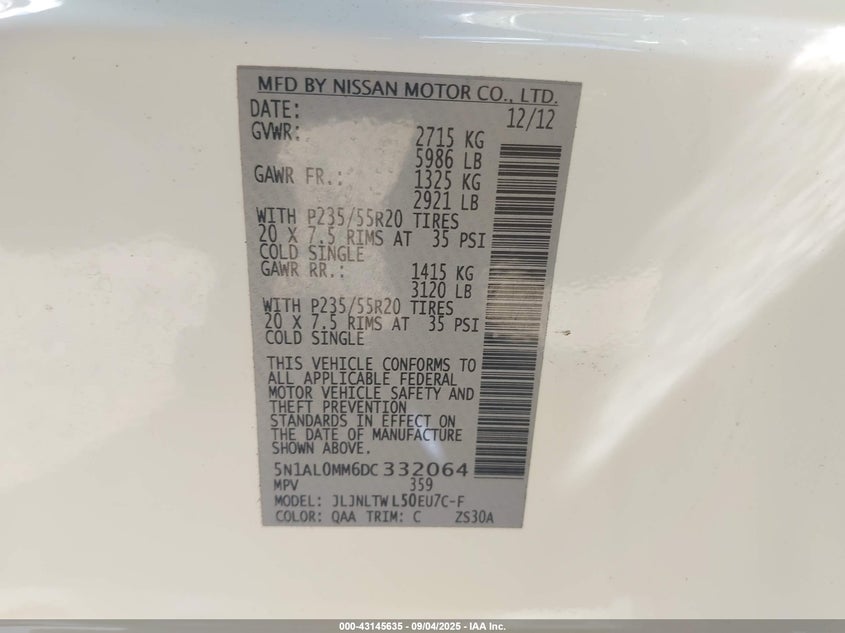 MFD BY NISSAN MOTOR CO., LTD.
DATE: 12/12
GVWR: 2715 KG
5986 LB
GAWR FR.: 1325 KG
2921 LB
WITH P235/55R20 TIRES
20 X 7.5 RIMS AT 35 PSI
COLD SINGLE
GAWR RR.: 1415 KG
3120 LB
WITH P235/55R20 TIRES
20 X 7.5 RIMS AT 35 PSI
COLD SINGLE
THIS VEHICLE CONFORMS TO
ALL APPLICABLE FEDERAL
MOTOR VEHICLE SAFETY AND
THEFT PREVENTION
STANDARDS IN EFFECT ON
THE DATE OF MANUFACTURE
SHOWN ABOVE.
5N1AL0MM6DC332064
MPV 359
MODEL: JLJNLTWL50EU7C-F
COLOR: QAA TRIM: C ZS30A
000-43145635 - 09/04/2025 - IAA Inc.